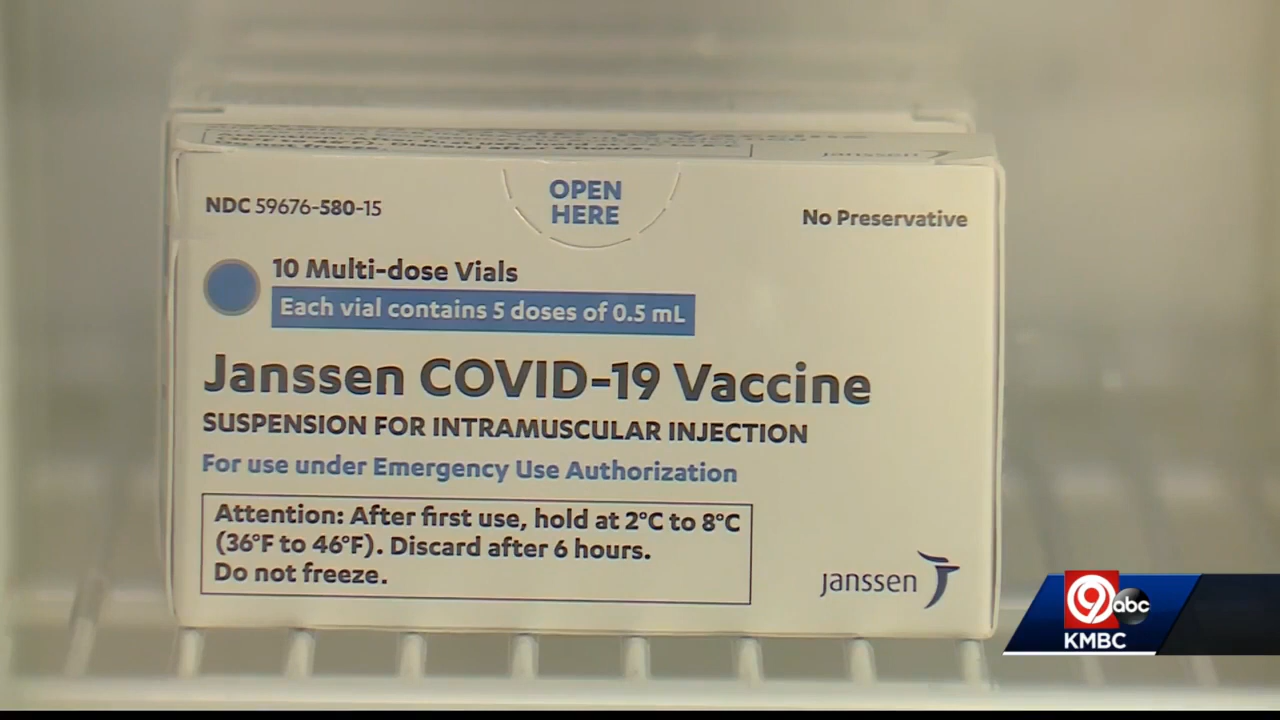 Vaccine
Janssen
NDC 59676-580-15
OPEN
HERE
No Preservative
10 Multi-dose Vials
Each vial contains 5 doses of 0.5 mL
Janssen COVID-19 Vaccine
SUSPENSION FOR INTRAMUSCULAR INJECTION
For use under Emergency Use Authorization
Attention: After first use, hold at 2°C to 8°C
(36°F to 46°F). Discard after 6 hours.
Do not freeze.
janssen
9 abc
KMBC